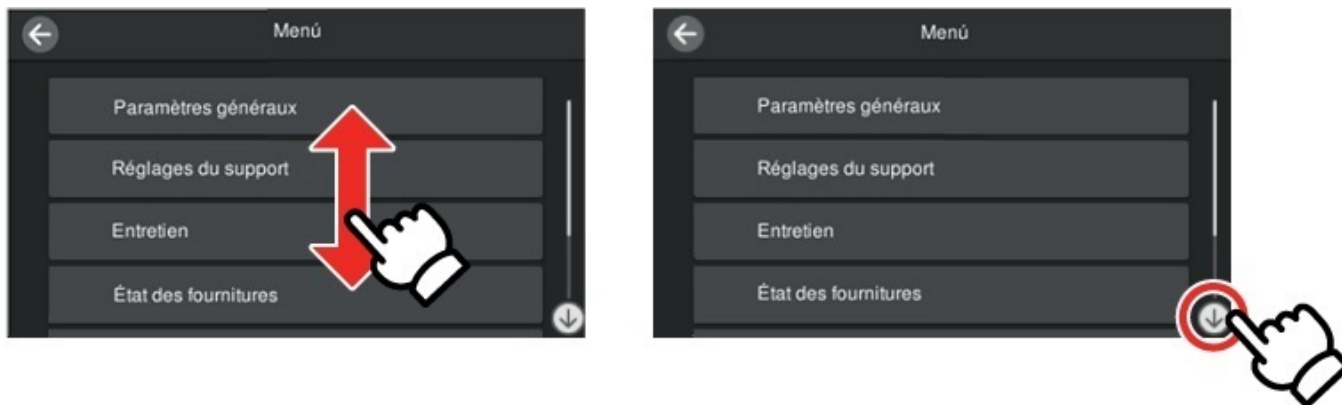 Menú
Paramètres généraux
Réglages du support
Entretien
État des fournitures
Menú
Paramètres généraux
Réglages du support
Entretien
État des fournitures